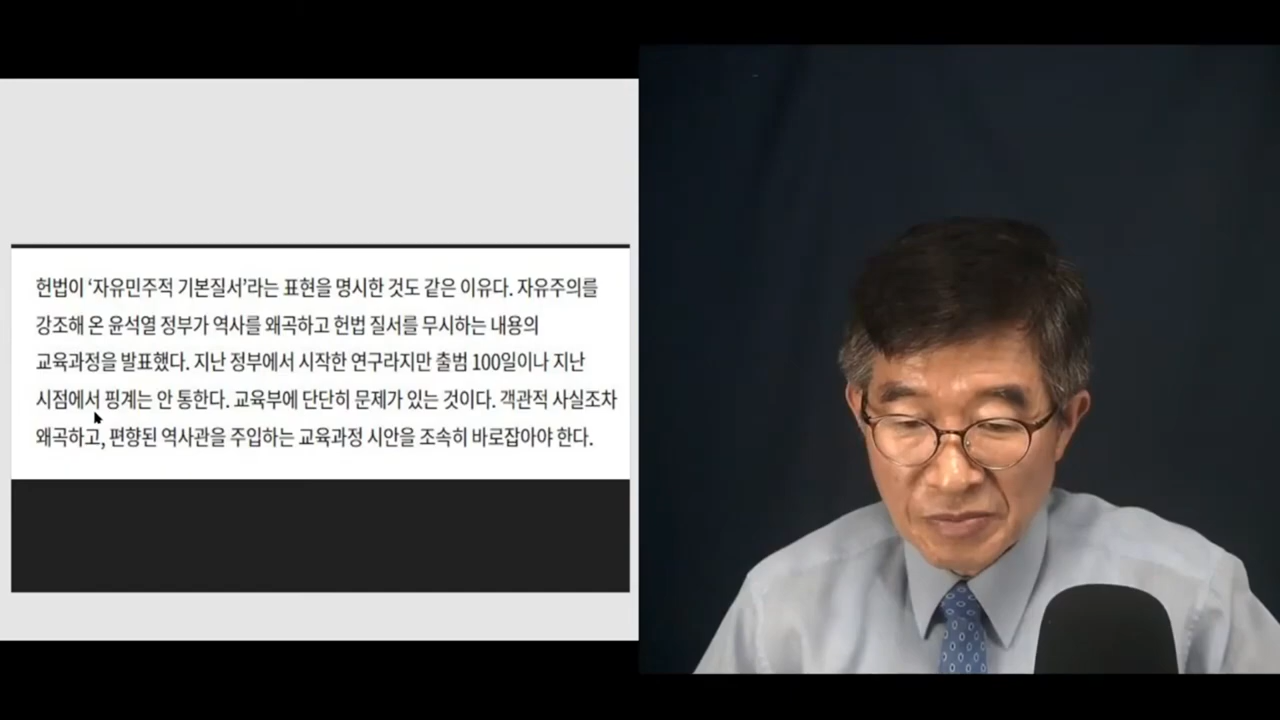 헌법이 ‘자유민주적 기본질서’라는 표현을 명시한 것도 같은 이유다. 자유주의를
강조해 온 윤석열 정부가 역사를 왜곡하고 헌법 질서를 무시하는 내용의
교육과정을 발표했다. 지난 정부에서 시작한 연구라지만 출범 100일이나 지난
시점에서 핑계는 안 통한다. 교육부에 단단히 문제가 있는 것이다. 객관적 사실조차
왜곡하고, 편향된 역사관을 주입하는 교육과정 시안을 조속히 바로잡아야 한다.